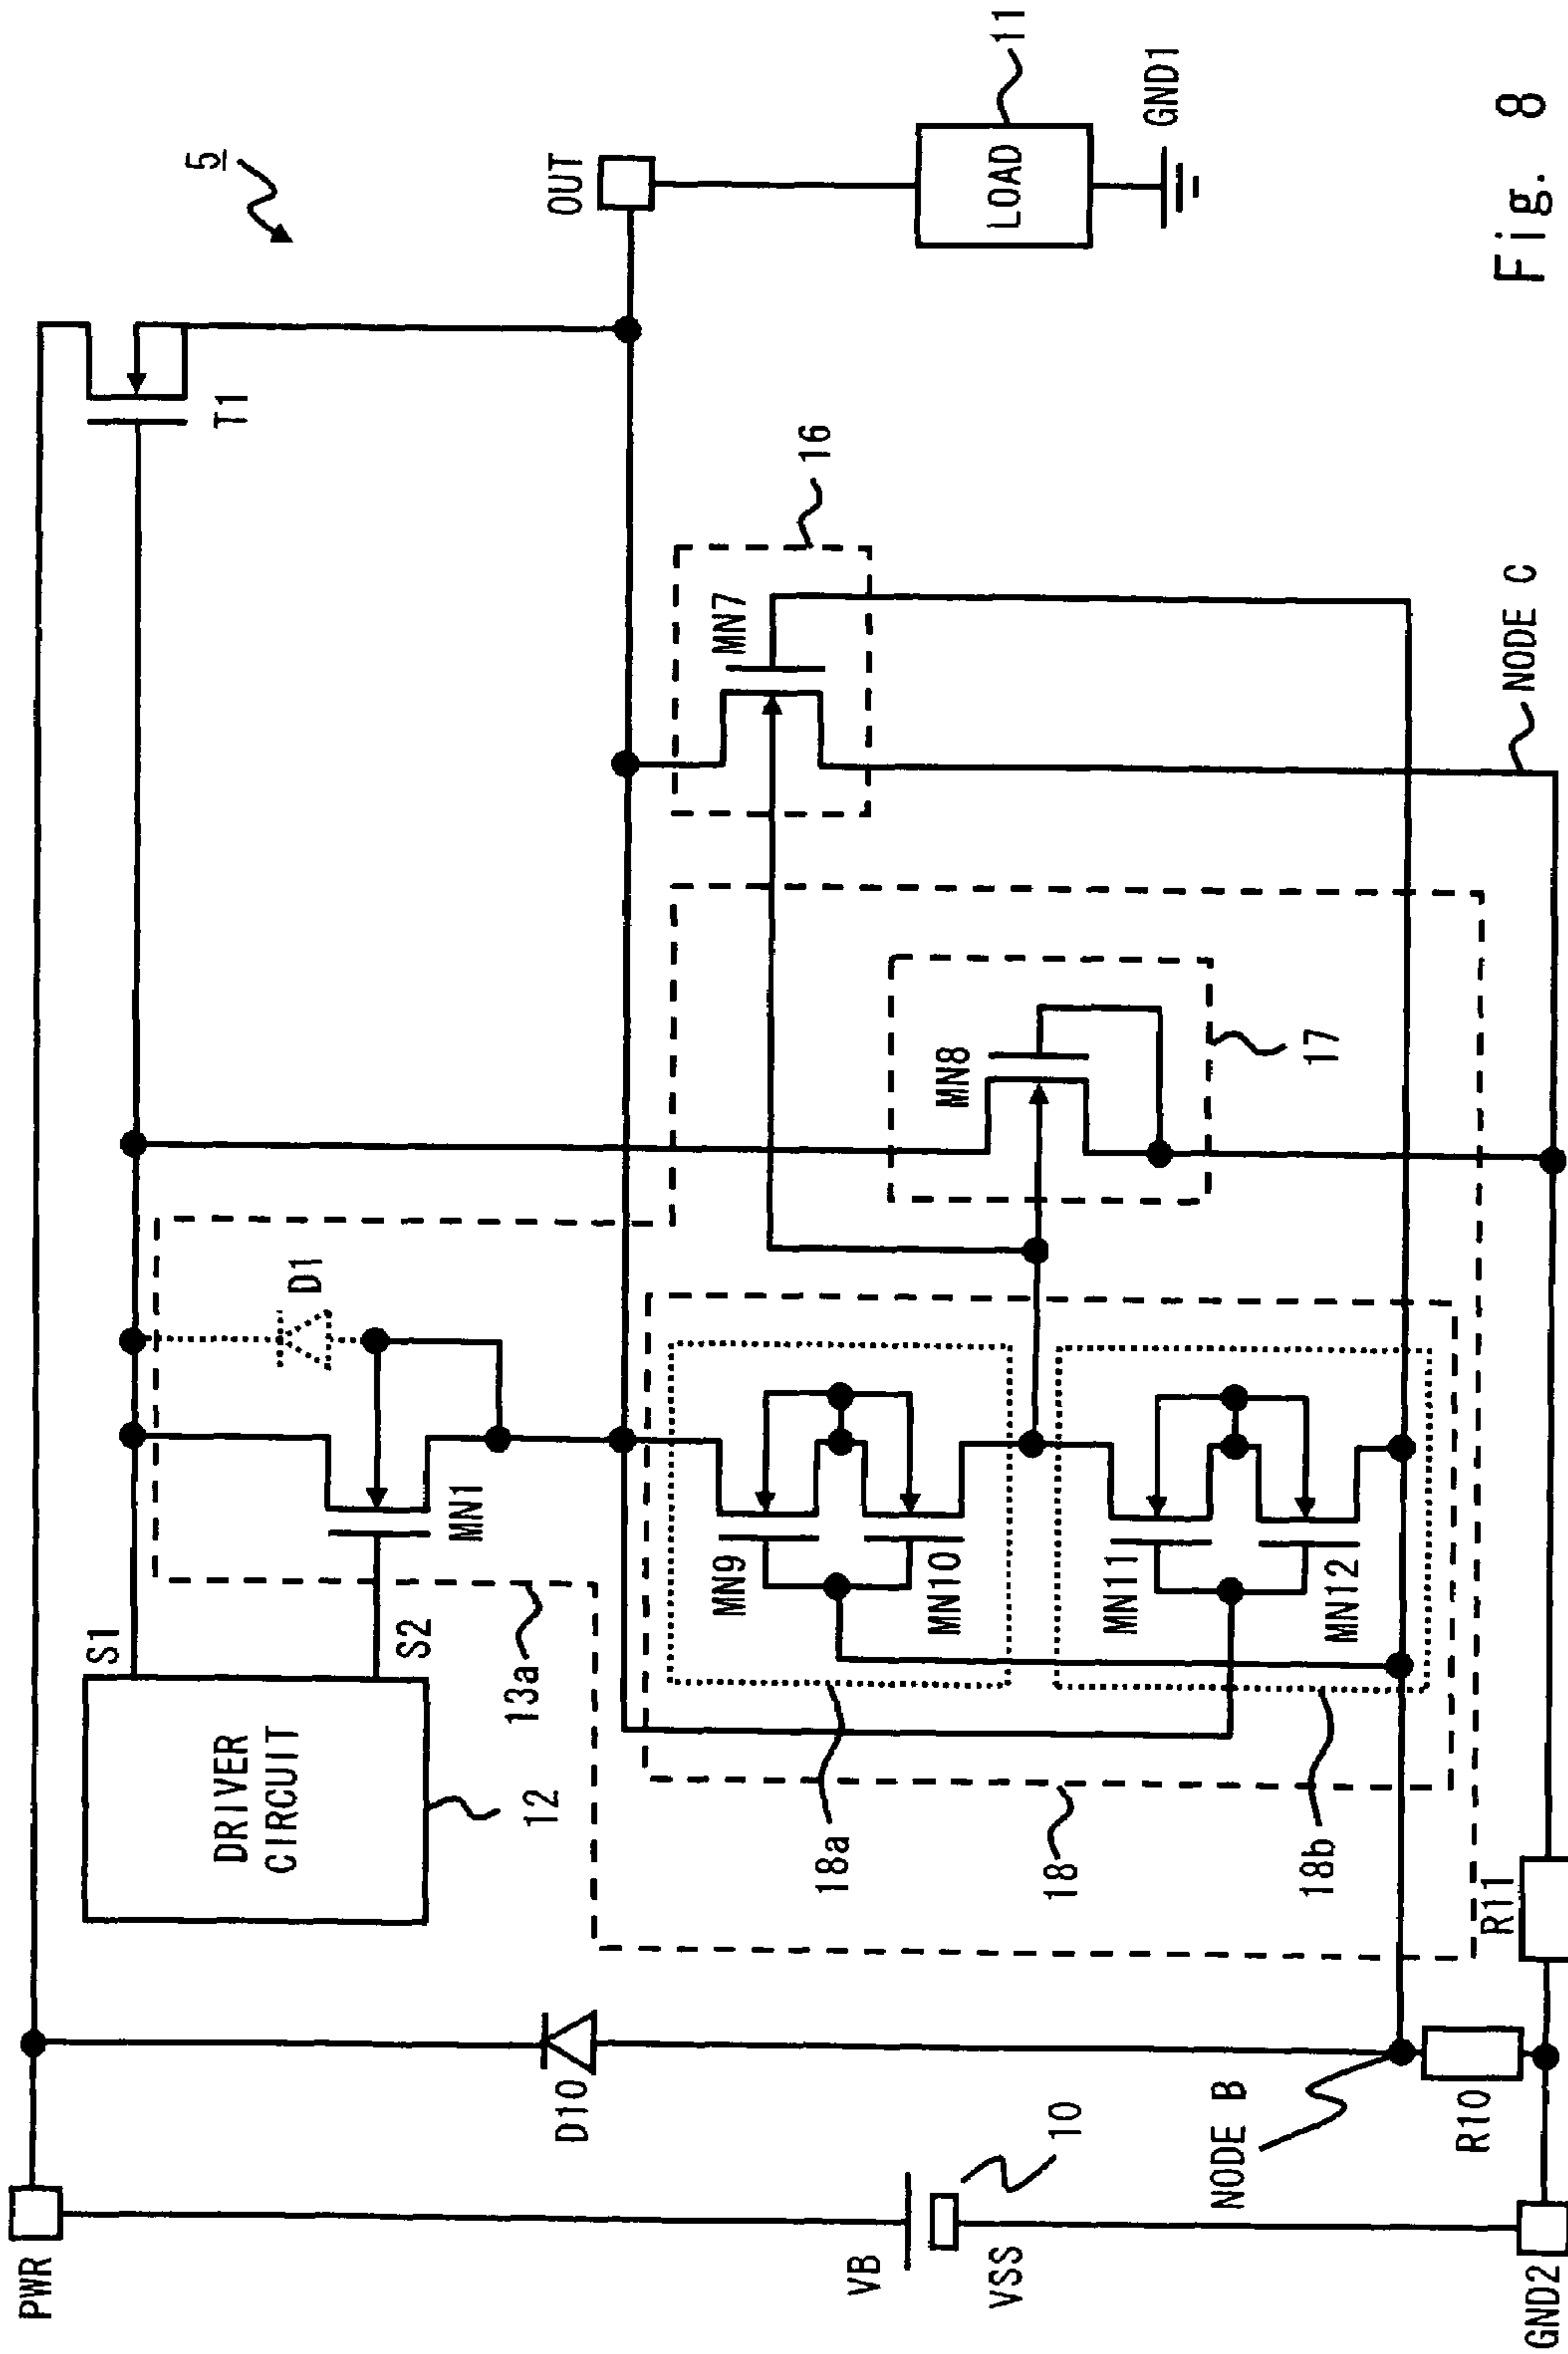 5
PWR
S1
DRIVER
CIRCUIT
12
S2
13a
MN1
D1
T1
OUT
LOAD
11
GND1
16
MN7
D10
VB
VSS
10
18a
MN9
MN10
18
18b
MN11
MN12
MN8
17
NODE B
NODE C
R10
R11
GND2
Fig. 8